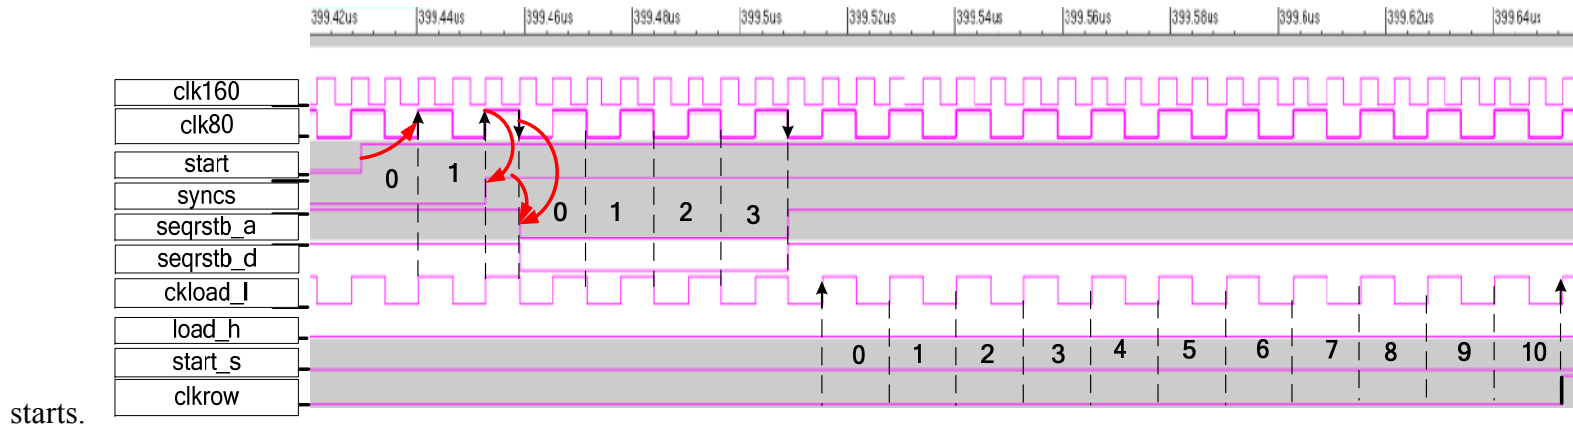 399.42us 399.44us 399.46us 399.48us 399.5us 399.52us 399.54us 399.56us 399.58us 399.6us 399.62us 399.64us
clk160
clk80
start
0 1
syncs
seqrstb_a
0 1 2 3
seqrstb_d
ckload_l
load_h
start_s
0 1 2 3 4 5 6 7 8 9 10
clkrow
starts.